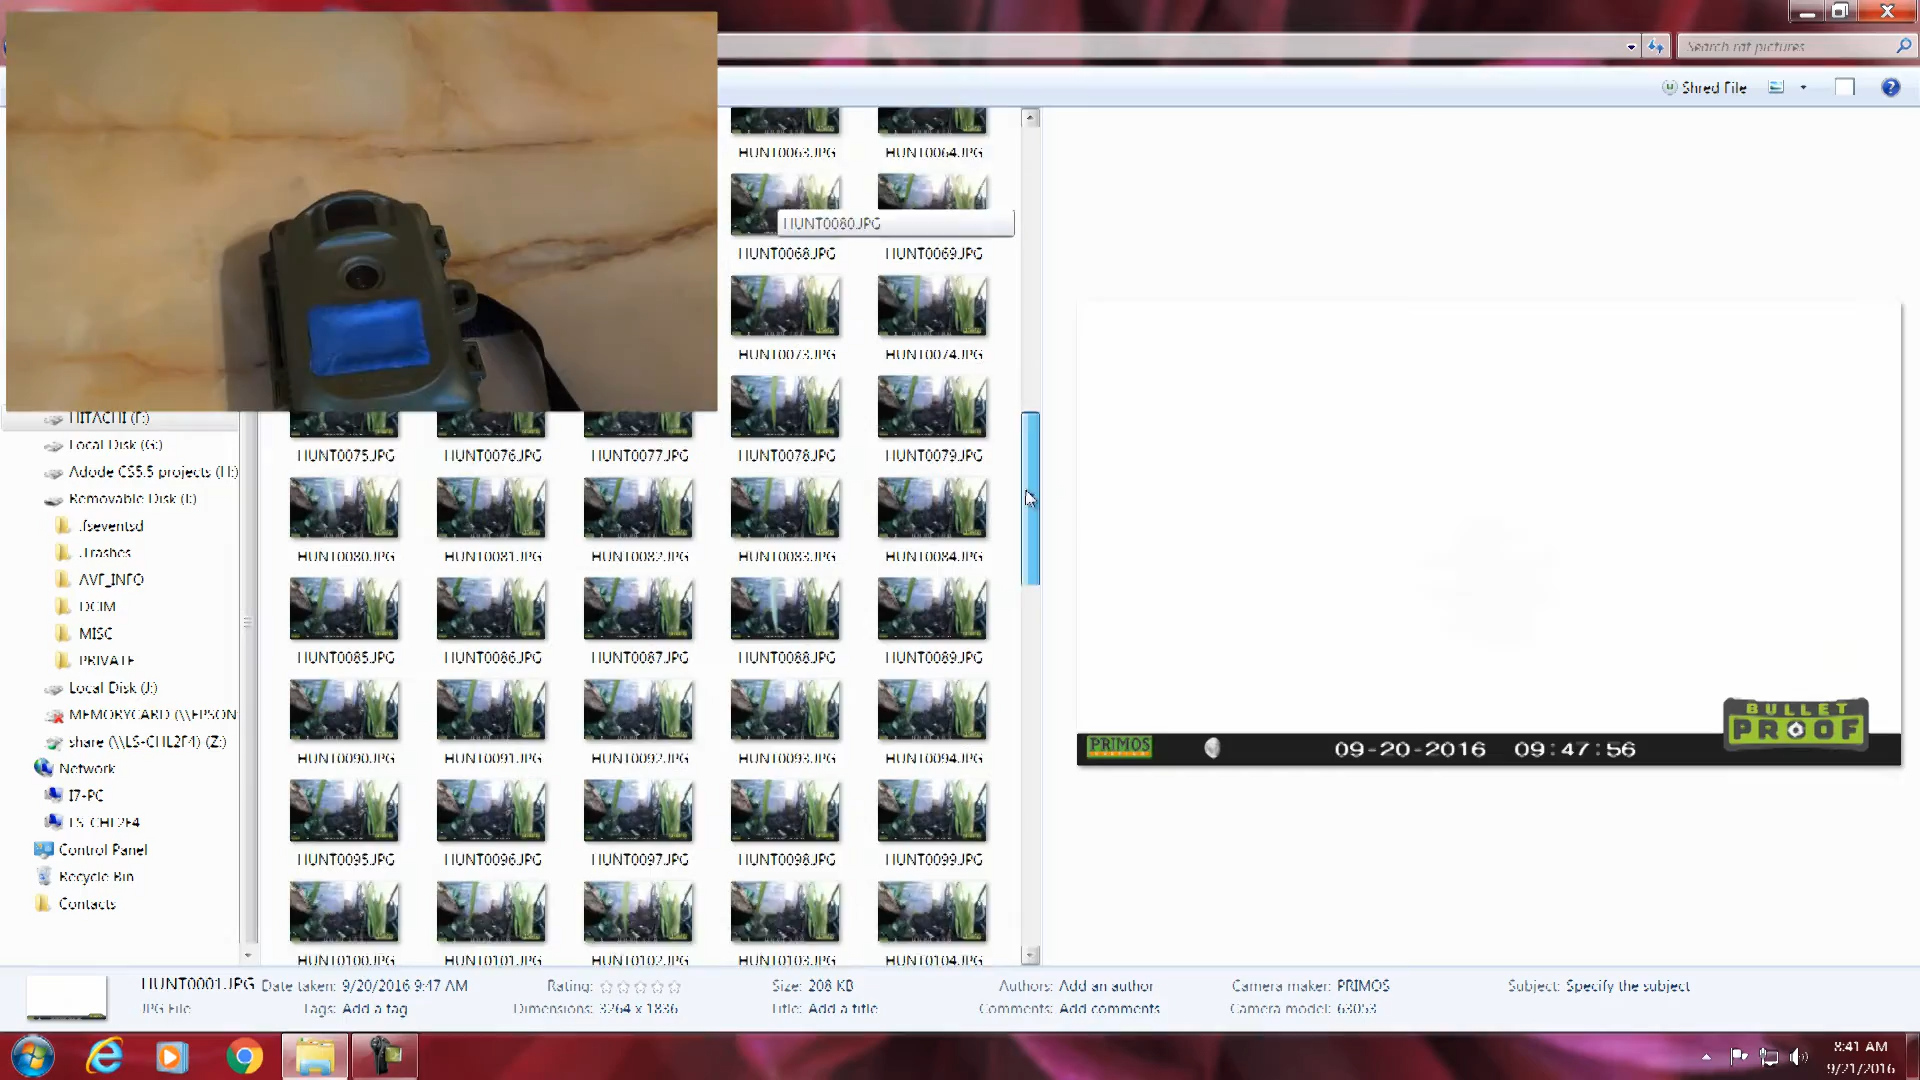 Search rat pictures
Shred File
HUNT0063.JPG HUNT0064.JPG
HUNT0080.JPG
HUNT0068.JPG HUNT0069.JPG
HUNT0073.JPG HUNT0074.JPG
HITACHI (F:)
Local Disk (G:)
Adode CS5.5 projects (H:)
Removable Disk (I:)
.fseventsd
.Trashes
AVF_INFO
DCIM
MISC
PRIVATE
Local Disk (J:)
MEMORYCARD (\\EPSON
share (\\LS-CHL2F4) (Z:)
Network
I7-PC
LS-CHL2F4
Control Panel
Recycle Bin
Contacts
HUNT0075.JPG HUNT0076.JPG HUNT0077.JPG HUNT0078.JPG HUNT0079.JPG
HUNT0080.JPG HUNT0081.JPG HUNT0082.JPG HUNT0083.JPG HUNT0084.JPG
HUNT0085.JPG HUNT0086.JPG HUNT0087.JPG HUNT0088.JPG HUNT0089.JPG
HUNT0090.JPG HUNT0091.JPG HUNT0092.JPG HUNT0093.JPG HUNT0094.JPG
HUNT0095.JPG HUNT0096.JPG HUNT0097.JPG HUNT0098.JPG HUNT0099.JPG
HUNT0100.JPG HUNT0101.JPG HUNT0102.JPG HUNT0103.JPG HUNT0104.JPG
BULLET
PROOF
PRIMOS 09-20-2016 09:47:56
HUNT0001.JPG Date taken: 9/20/2016 9:47 AM Rating: Size: 208 KB Authors: Add an author Camera maker: PRIMOS Subject: Specify the subject
JPG File Tags: Add a tag Dimensions: 3264 x 1836 Title: Add a title Comments: Add comments Camera model: 63053
8:41 AM
9/21/2016